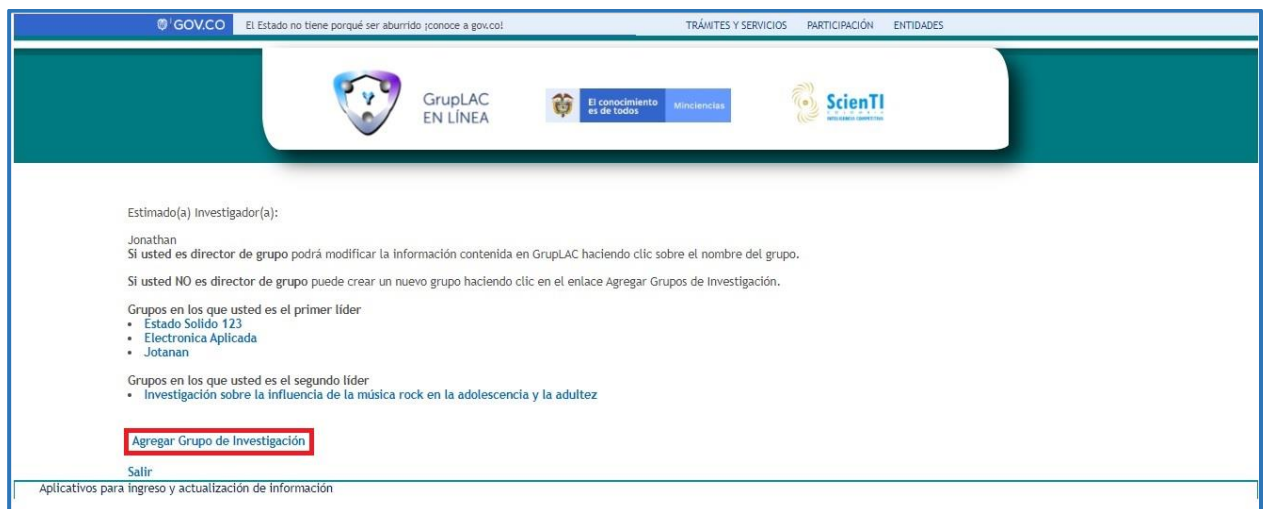 GOV.CO El Estado no tiene porqué ser aburrido ¡conoce a gov.co! TRÁMITES Y SERVICIOS PARTICIPACIÓN ENTIDADES
GrupLAC
EN LÍNEA
El conocimiento
es de todos
Minciencias
ScienTI
COLOMBIA
Estimado(a) Investigador(a):
Jonathan
Si usted es director de grupo podrá modificar la información contenida en GrupLAC haciendo clic sobre el nombre del grupo.
Si usted NO es director de grupo puede crear un nuevo grupo haciendo clic en el enlace Agregar Grupos de Investigación.
Grupos en los que usted es el primer líder
• Estado Solido 123
• Electronica Aplicada
• Jotanan
Grupos en los que usted es el segundo líder
• Investigación sobre la influencia de la música rock en la adolescencia y la adultez
Agregar Grupo de Investigación
Salir
Aplicativos para ingreso y actualización de información